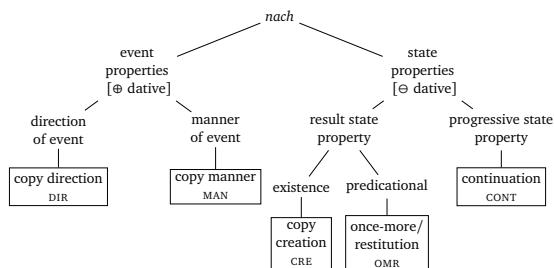 nach
event
properties
[⊕ dative]
state
properties
[⊖ dative]
direction
of event
manner
of event
result state
property
progressive state
property
copy direction
DIR
copy manner
MAN
existence
predicational
continuation
CONT
copy
creation
CRE
once-more/
restitution
OMR